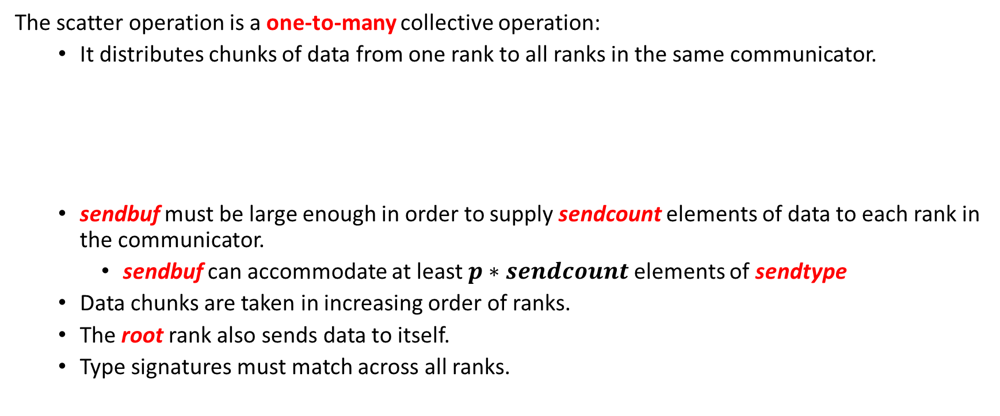 The scatter operation is a one-to-many collective operation:
• It distributes chunks of data from one rank to all ranks in the same communicator.
• sendbuf must be large enough in order to supply sendcount elements of data to each rank in
the communicator.
• sendbuf can accommodate at least p * sendcount elements of sendtype
• Data chunks are taken in increasing order of ranks.
• The root rank also sends data to itself.
• Type signatures must match across all ranks.